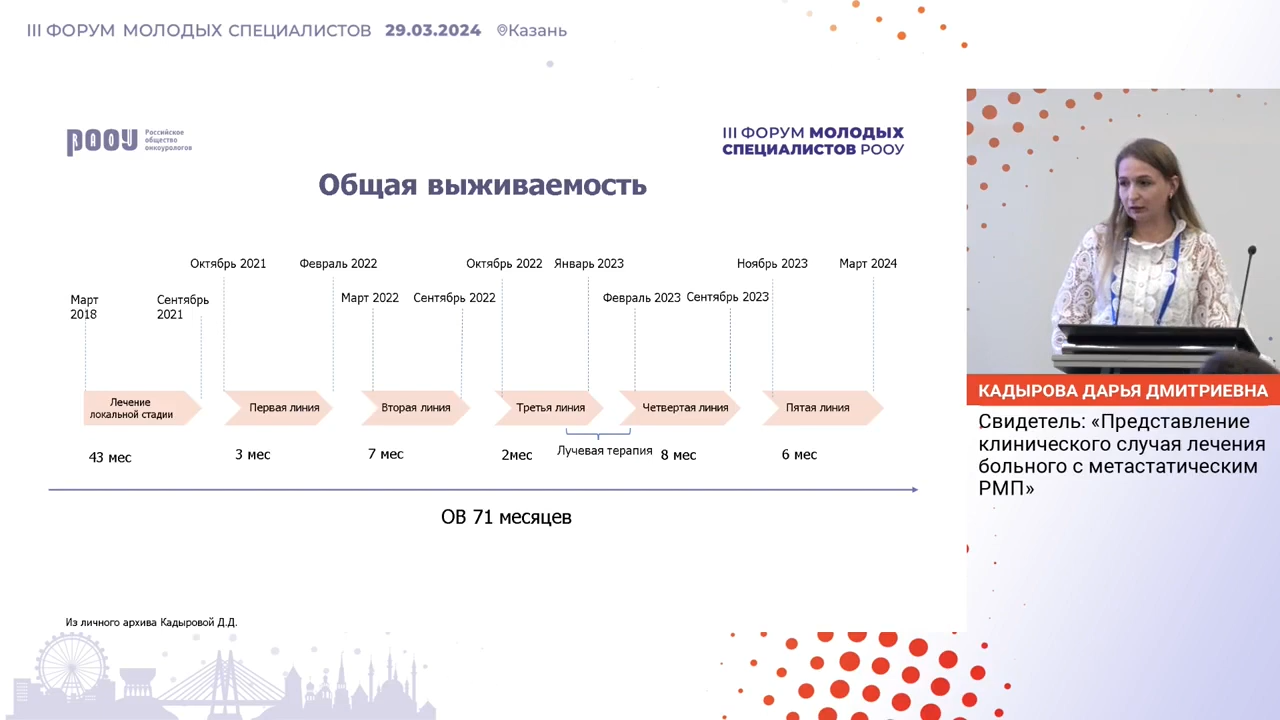 III ФОРУМ МОЛОДЫХ СПЕЦИАЛИСТОВ 29.03.2024 Казань
РООУ Российское
общество
онкоурологов
III ФОРУМ МОЛОДЫХ
СПЕЦИАЛИСТОВ РООУ
Общая выживаемость
Октябрь 2021 Февраль 2022 Октябрь 2022 Январь 2023 Ноябрь 2023 Март 2024
Март
2018
Сентябрь
2021
Март 2022 Сентябрь 2022 Февраль 2023 Сентябрь 2023
Лечение
локальной стадии
Первая линия Вторая линия Третья линия Четвертая линия Пятая линия
43 мес 3 мес 7 мес 2мес Лучевая терапия 8 мес 6 мес
ОВ 71 месяцев
Из личного архива Кадыровой Д.Д.
КАДЫРОВА ДАРЬЯ ДМИТРИЕВНА
Свидетель: «Представление
клинического случая лечения
больного с метастатическим
РМП»